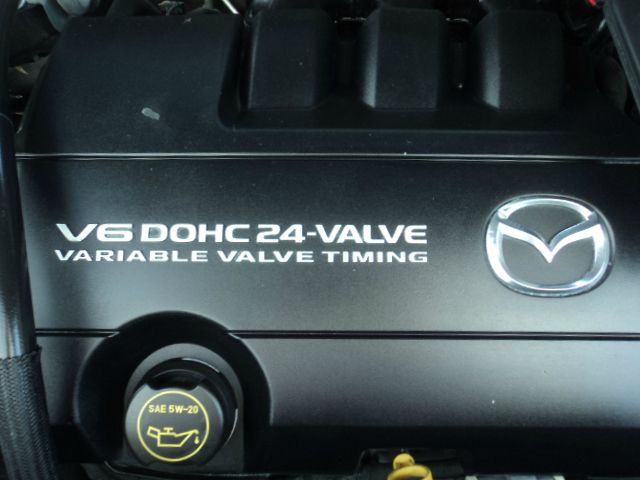 V6 DOHC 24-VALVE
VARIABLE VALVE TIMING
SAE 5W-20